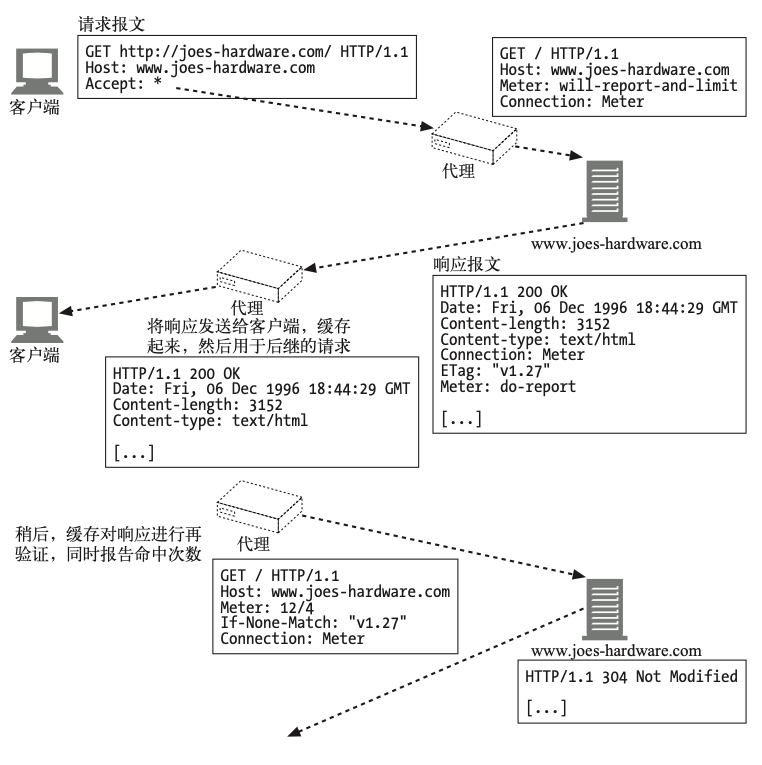 请求报文
GET http://joes-hardware.com/ HTTP/1.1
Host: www.joes-hardware.com
Accept: *
客户端
GET / HTTP/1.1
Host: www.joes-hardware.com
Meter: will-report-and-limit
Connection: Meter
代理
www.joes-hardware.com
响应报文
HTTP/1.1 200 OK
Date: Fri, 06 Dec 1996 18:44:29 GMT
Content-length: 3152
Content-type: text/html
Connection: Meter
ETag: "v1.27"
Meter: do-report
[...]
代理
客户端
将响应发送给客户端，缓存
起来，然后用于后继的请求
HTTP/1.1 200 OK
Date: Fri, 06 Dec 1996 18:44:29 GMT
Content-length: 3152
Content-type: text/html
[...]
稍后，缓存对响应进行再
验证，同时报告命中次数
代理
GET / HTTP/1.1
Host: www.joes-hardware.com
Meter: 12/4
If-None-Match: "v1.27"
Connection: Meter
www.joes-hardware.com
HTTP/1.1 304 Not Modified
[...]